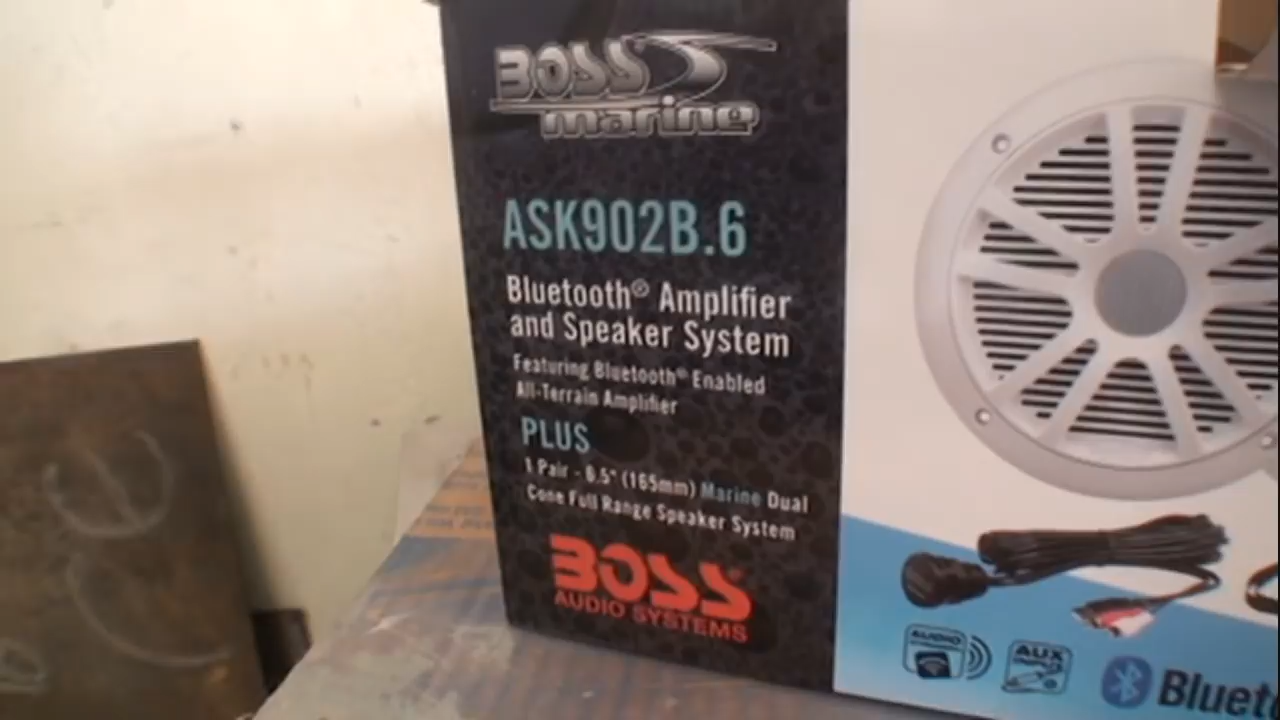 BOSS
marine
ASK902B.6
Bluetooth® Amplifier
and Speaker System
Featuring Bluetooth® Enabled
All-Terrain Amplifier
PLUS
1 Pair - 6.5" (165mm) Marine Dual
Cone Full Range Speaker System
BOSS
AUDIO SYSTEMS
AUDIO
AUX
Bluet